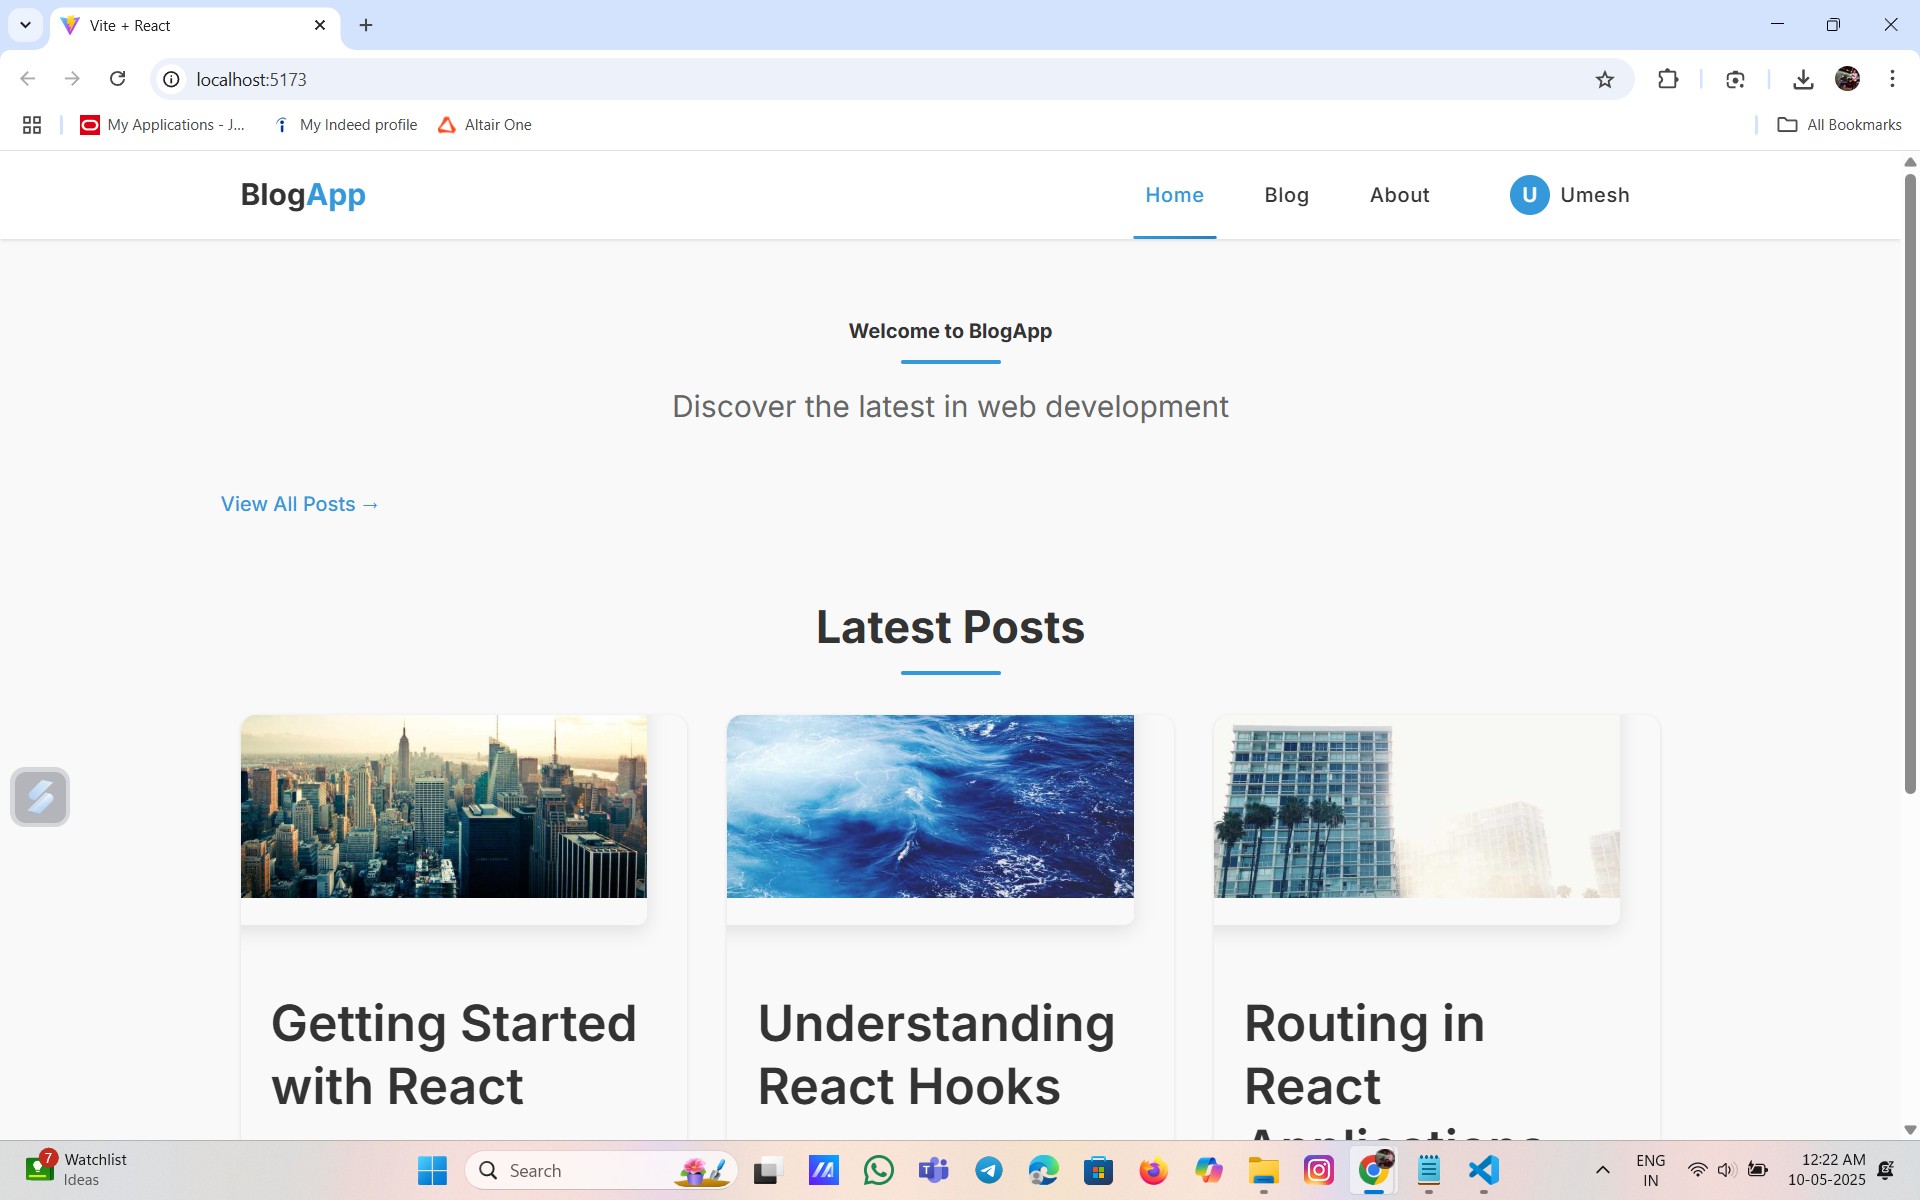 Vite + React
localhost:5173
My Applications - J...
My Indeed profile
Altair One
All Bookmarks
BlogApp
Home
Blog
About
U
Umesh
Welcome to BlogApp
Discover the latest in web development
View All Posts →
Latest Posts
Getting Started
with React
Understanding
React Hooks
Routing in
React
Applications
7
Watchlist
Ideas
Search
ENG
IN
12:22 AM
10-05-2025